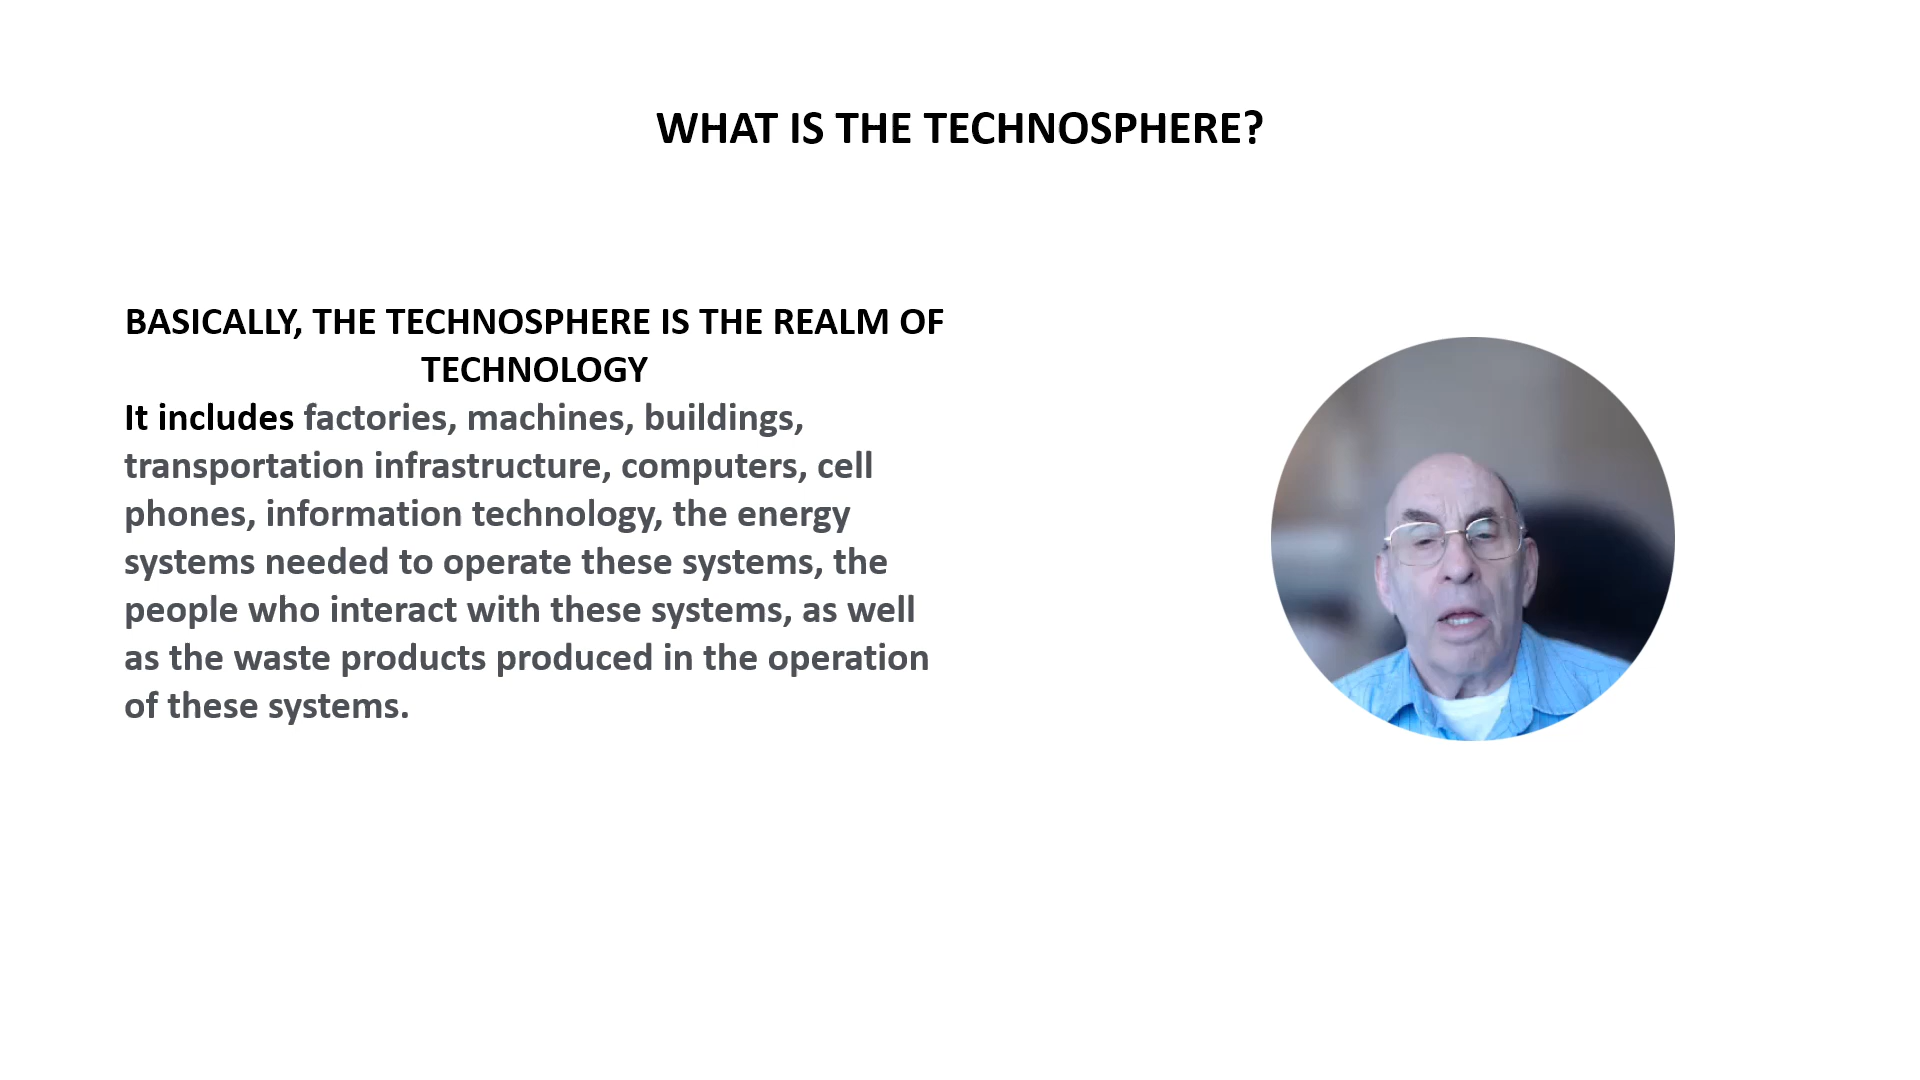 WHAT IS THE TECHNOSPHERE?
BASICALLY, THE TECHNOSPHERE IS THE REALM OF
TECHNOLOGY
It includes factories, machines, buildings,
transportation infrastructure, computers, cell
phones, information technology, the energy
systems needed to operate these systems, the
people who interact with these systems, as well
as the waste products produced in the operation
of these systems.